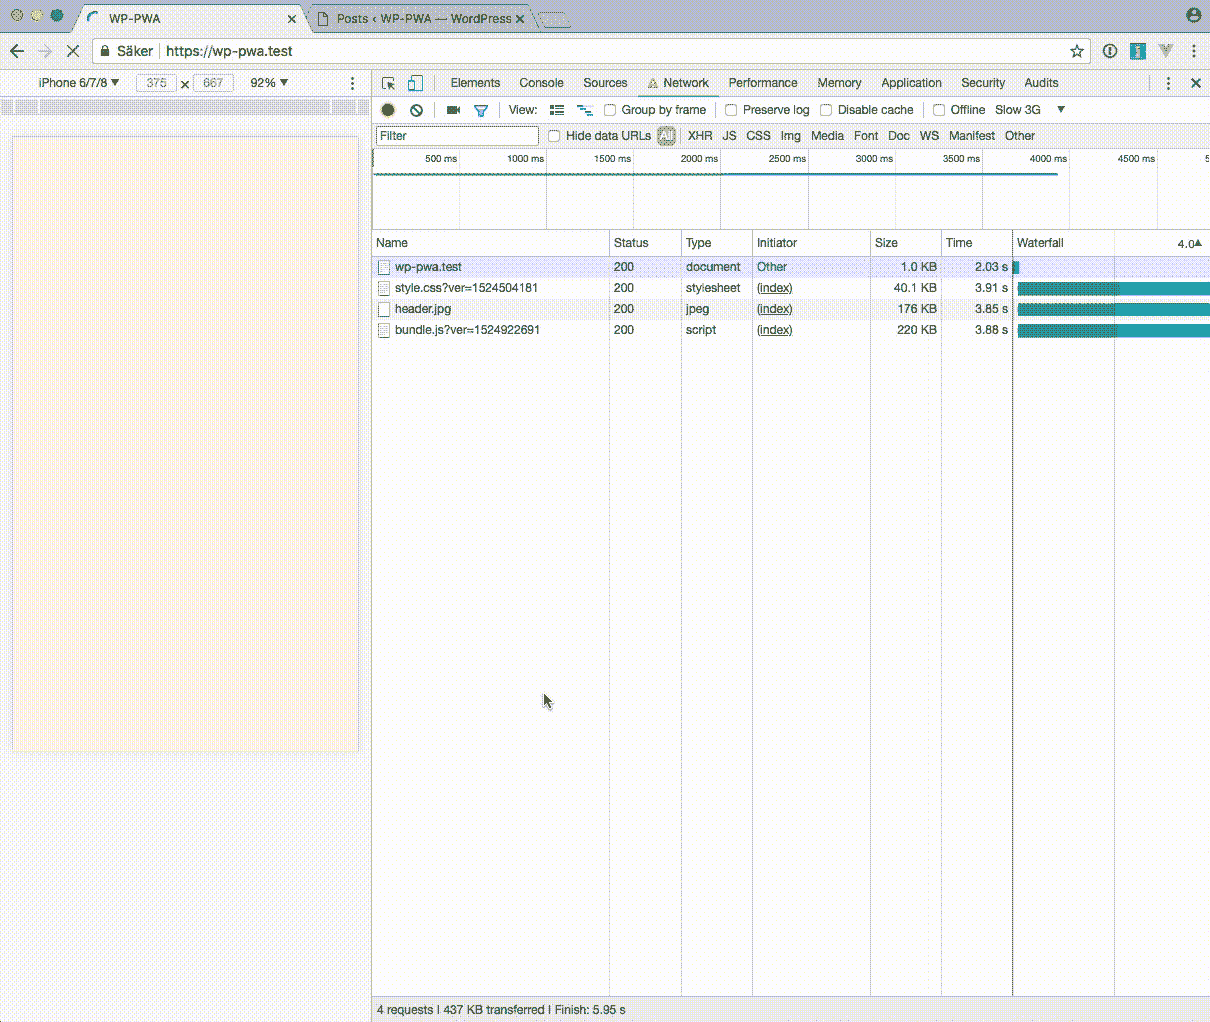 WP-PWA
Posts ‹ WP-PWA — WordPress
Säker https://wp-pwa.test
iPhone 6/7/8 ▼ 375 × 667 92% ▼
Elements Console Sources Network Performance Memory Application Security Audits
View: Group by frame Preserve log Disable cache Offline Slow 3G ▼
Filter Hide data URLs All XHR JS CSS Img Media Font Doc WS Manifest Other
500 ms 1000 ms 1500 ms 2000 ms 2500 ms 3000 ms 3500 ms 4000 ms 4500 ms 5
Name Status Type Initiator Size Time Waterfall 4.0▲
wp-pwa.test 200 document Other 1.0 KB 2.03 s
style.css?ver=1524504181 200 stylesheet (index) 40.1 KB 3.91 s
header.jpg 200 jpeg (index) 176 KB 3.85 s
bundle.js?ver=1524922691 200 script (index) 220 KB 3.88 s
4 requests | 437 KB transferred | Finish: 5.95 s